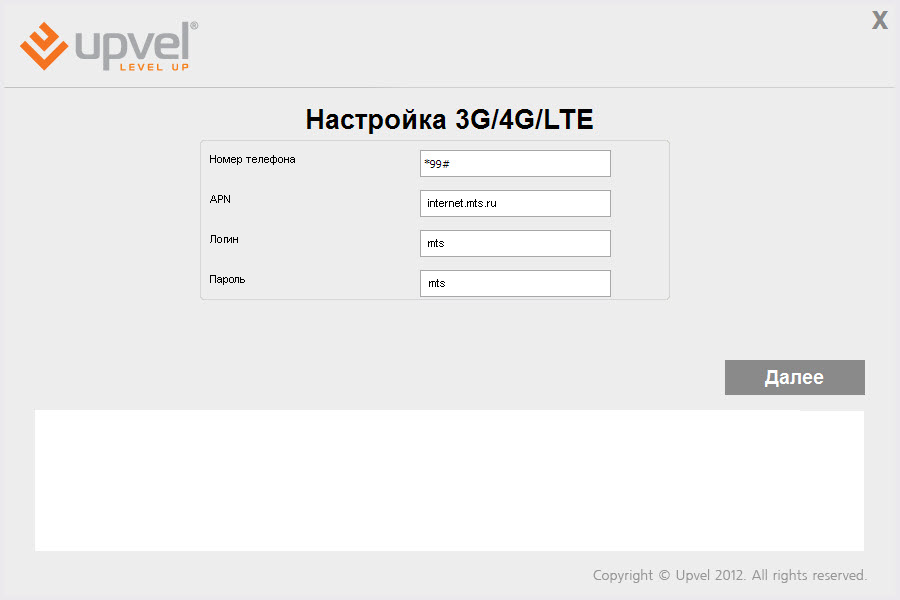 upvel®
LEVEL UP
X
Настройка 3G/4G/LTE
Номер телефона *99#
APN internet.mts.ru
Логин mts
Пароль mts
Далее
Copyright © Upvel 2012. All rights reserved.